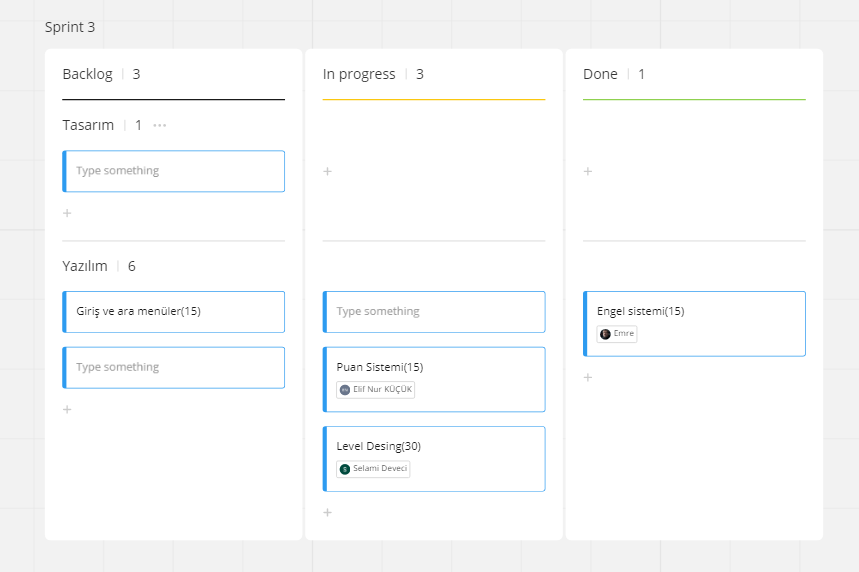 Sprint 3
Backlog | 3
In progress | 3
Done | 1
Tasarım | 1 ...
Type something
+
+
+
Yazılım | 6
Giriş ve ara menüler(15)
Type something
+
Type something
Puan Sistemi(15)
Elif Nur KÜÇÜK
Level Desing(30)
S Selami Deveci
+
Engel sistemi(15)
Emre
+